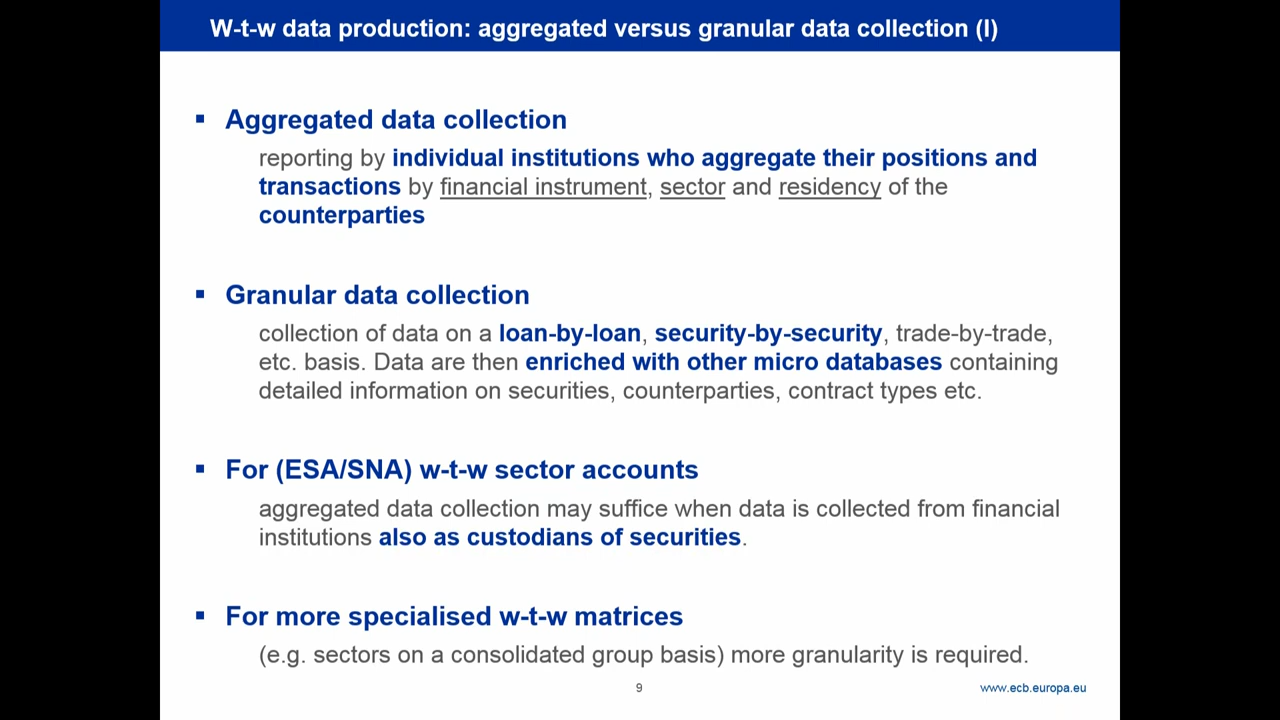 W-t-w data production: aggregated versus granular data collection (I)
▪ Aggregated data collection
reporting by individual institutions who aggregate their positions and
transactions by financial instrument, sector and residency of the
counterparties
▪ Granular data collection
collection of data on a loan-by-loan, security-by-security, trade-by-trade,
etc. basis. Data are then enriched with other micro databases containing
detailed information on securities, counterparties, contract types etc.
▪ For (ESA/SNA) w-t-w sector accounts
aggregated data collection may suffice when data is collected from financial
institutions also as custodians of securities.
▪ For more specialised w-t-w matrices
(e.g. sectors on a consolidated group basis) more granularity is required.
9
www.ecb.europa.eu